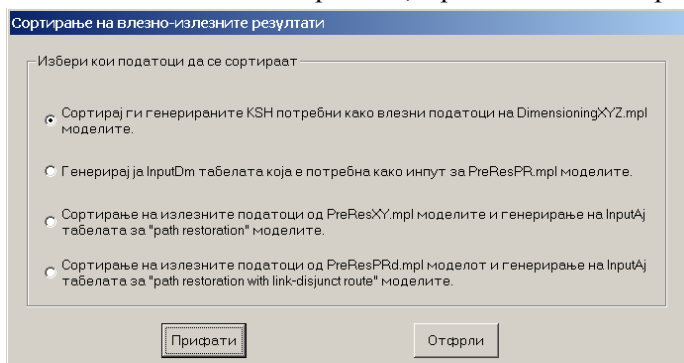 Сортирање на влезно-излезните резултати
Избери кои податоци да се сортираат
Сортирај ги генерираните KSH потребни како влезни податоци на DimensioningXYZ.mpl
моделите.
Генерирај ја InputDm табелата која е потребна како инпут за PreResPR.mpl моделите.
Сортирање на излезните податоци од PreResXY.mpl моделите и генерирање на InputAj
табелата за "path restoration" моделите.
Сортирање на излезните податоци од PreResPRd.mpl моделот и генерирање на InputAj
табелата за "path restoration with link-disjunct route" моделите.
Прифати
Отфрли